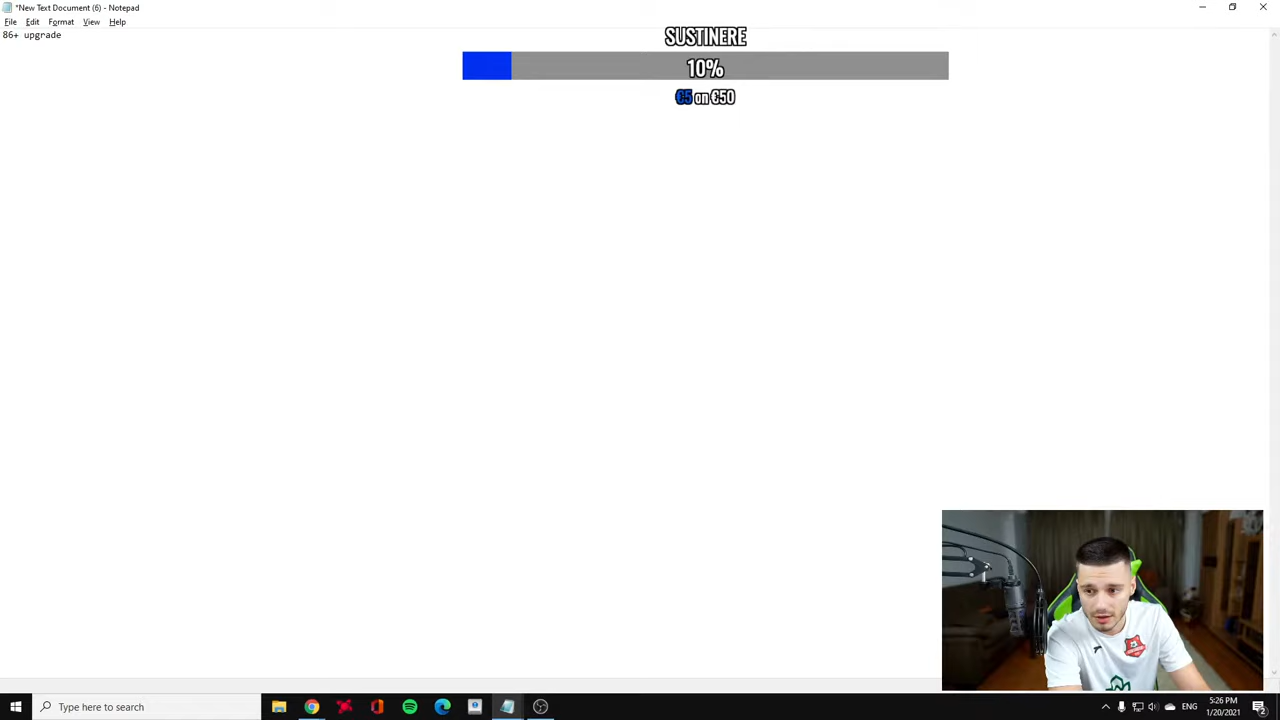 *New Text Document (6) - Notepad
File Edit Format View Help
86+ upgrade
SUSTINERE
10%
€5 on €50
Type here to search
ENG
5:26 PM
1/20/2021
2